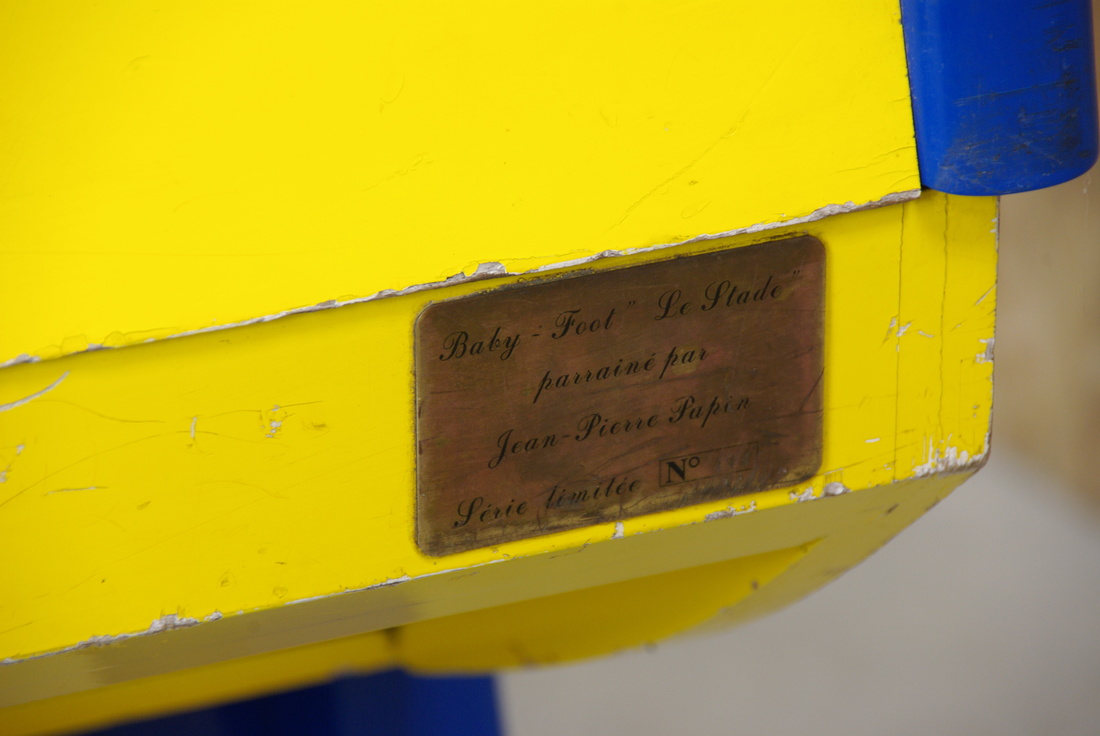 Baby-Foot " Le Stade "
parrainé par
Jean-Pierre Papin
Série limitée N°